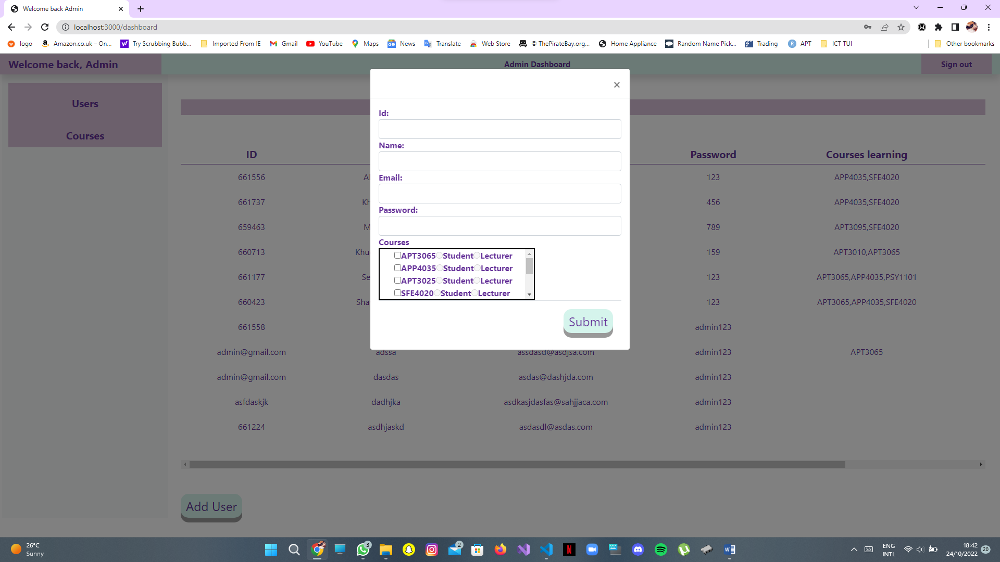 Welcome back Admin
localhost:3000/dashboard
logo
Amazon.co.uk – On...
Try Scrubbing Bubb...
Imported From IE
Gmail
YouTube
Maps
News
Translate
Web Store
© ThePirateBay.org...
Home Appliance
Random Name Pick...
Trading
APT
ICT TUI
Other bookmarks
Welcome back, Admin
Admin Dashboard
Sign out
Users
Courses
×
Id:
Name:
Email:
Password:
Courses
APT3065 Student Lecturer
APP4035 Student Lecturer
APT3025 Student Lecturer
SFE4020 Student Lecturer
Submit
ID Password Courses learning
661556 123 APP4035,SFE4020
661737 Kh 456 APP4035,SFE4020
659463 M 789 APT3095,SFE4020
660713 Khu 159 APT3010,APT3065
661177 Se 123 APT3065,APP4035,PSY1101
660423 Sha 123 APT3065,APP4035,SFE4020
661558 admin123
admin@gmail.com adssa assdasd@asdjsa.com admin123 APT3065
admin@gmail.com dasdas asdas@dashjda.com admin123
asfdaskjk dadhjka asdkasjdasfas@sahjjaca.com admin123
661224 asdhjaskd asdasdl@asdas.com admin123
Add User
26°C
Sunny
3
2
ENG
INTL
18:42
24/10/2022
20